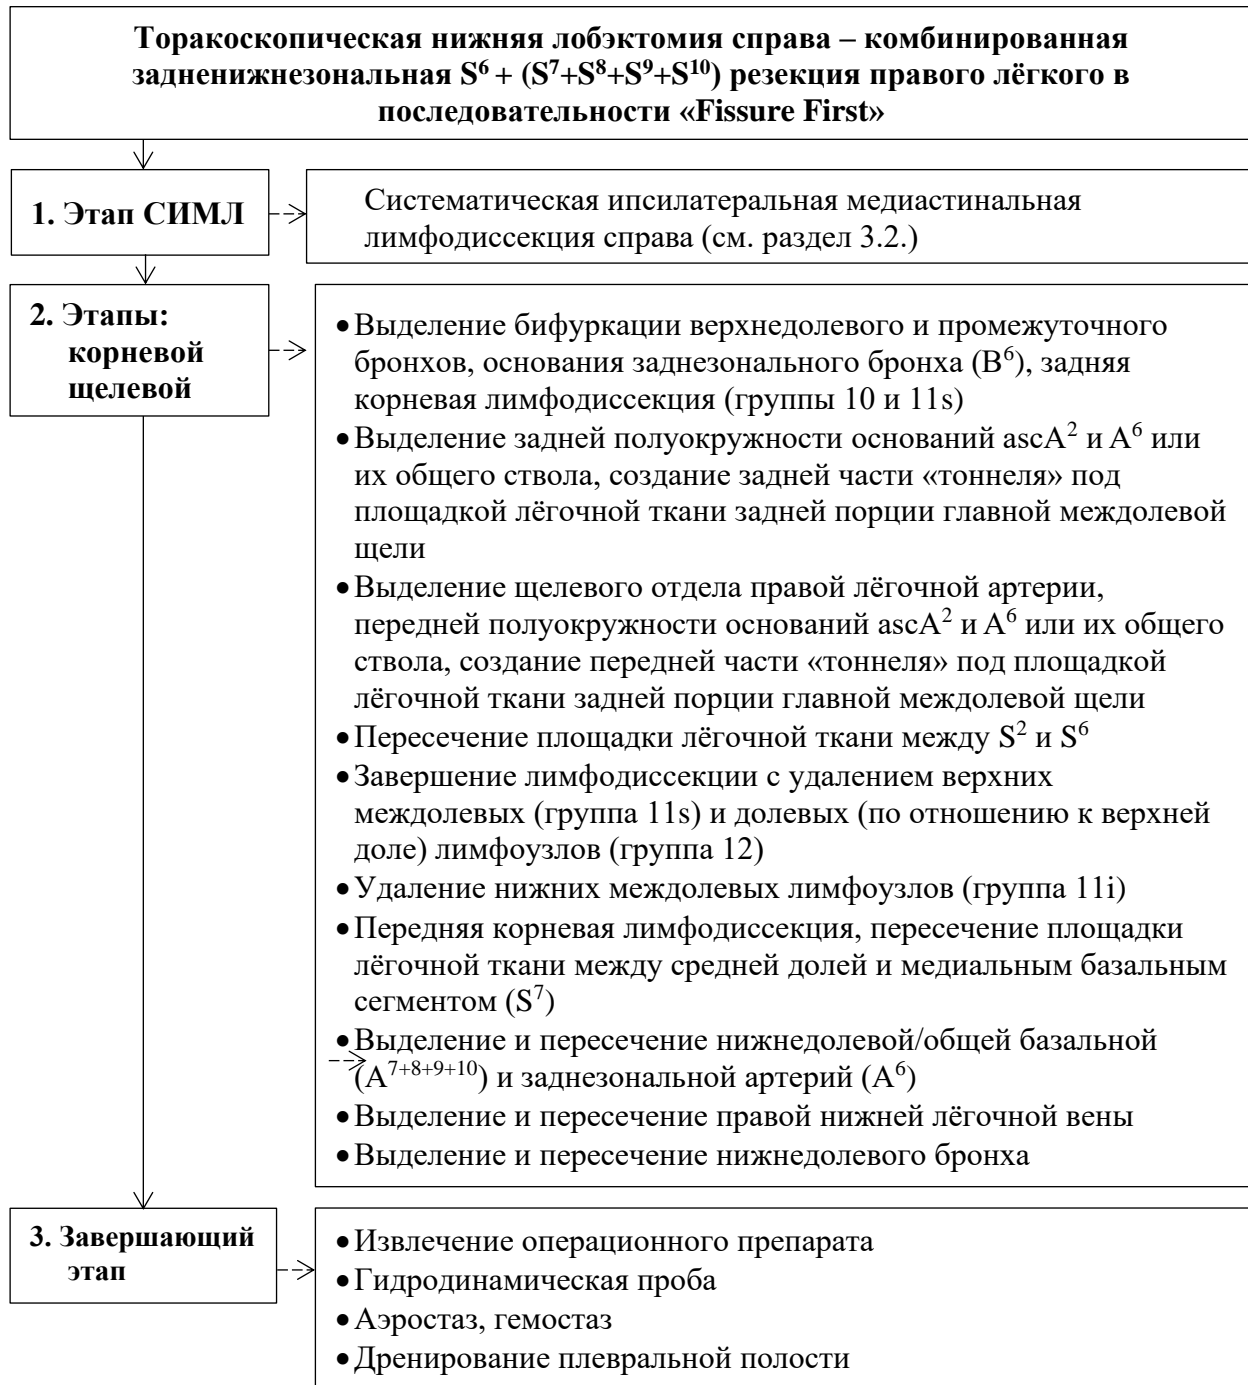 Торакоскопическая нижняя лобэктомия справа – комбинированная
задненижнезональная S⁶ + (S⁷+S⁸+S⁹+S¹⁰) резекция правого лёгкого в
последовательности «Fissure First»
1. Этап СИМЛ
Систематическая ипсилатеральная медиастинальная
лимфодиссекция справа (см. раздел 3.2.)
2. Этапы:
корневой
щелевой
• Выделение бифуркации верхнедолевого и промежуточного
бронхов, основания заднезонального бронха (B⁶), задняя
корневая лимфодиссекция (группы 10 и 11s)
• Выделение задней полуокружности оснований ascA² и A⁶ или
их общего ствола, создание задней части «тоннеля» под
площадкой лёгочной ткани задней порции главной междолевой
щели
• Выделение щелевого отдела правой лёгочной артерии,
передней полуокружности оснований ascA² и A⁶ или их общего
ствола, создание передней части «тоннеля» под площадкой
лёгочной ткани задней порции главной междолевой щели
• Пересечение площадки лёгочной ткани между S² и S⁶
• Завершение лимфодиссекции с удалением верхних
междолевых (группа 11s) и долевых (по отношению к верхней
доле) лимфоузлов (группа 12)
• Удаление нижних междолевых лимфоузлов (группа 11i)
• Передняя корневая лимфодиссекция, пересечение площадки
лёгочной ткани между средней долей и медиальным базальным
сегментом (S⁷)
• Выделение и пересечение нижнедолевой/общей базальной
(A⁷⁺⁸⁺⁹⁺¹⁰) и заднезональной артерий (A⁶)
• Выделение и пересечение правой нижней лёгочной вены
• Выделение и пересечение нижнедолевого бронха
3. Завершающий
этап
• Извлечение операционного препарата
• Гидродинамическая проба
• Аэростаз, гемостаз
• Дренирование плевральной полости